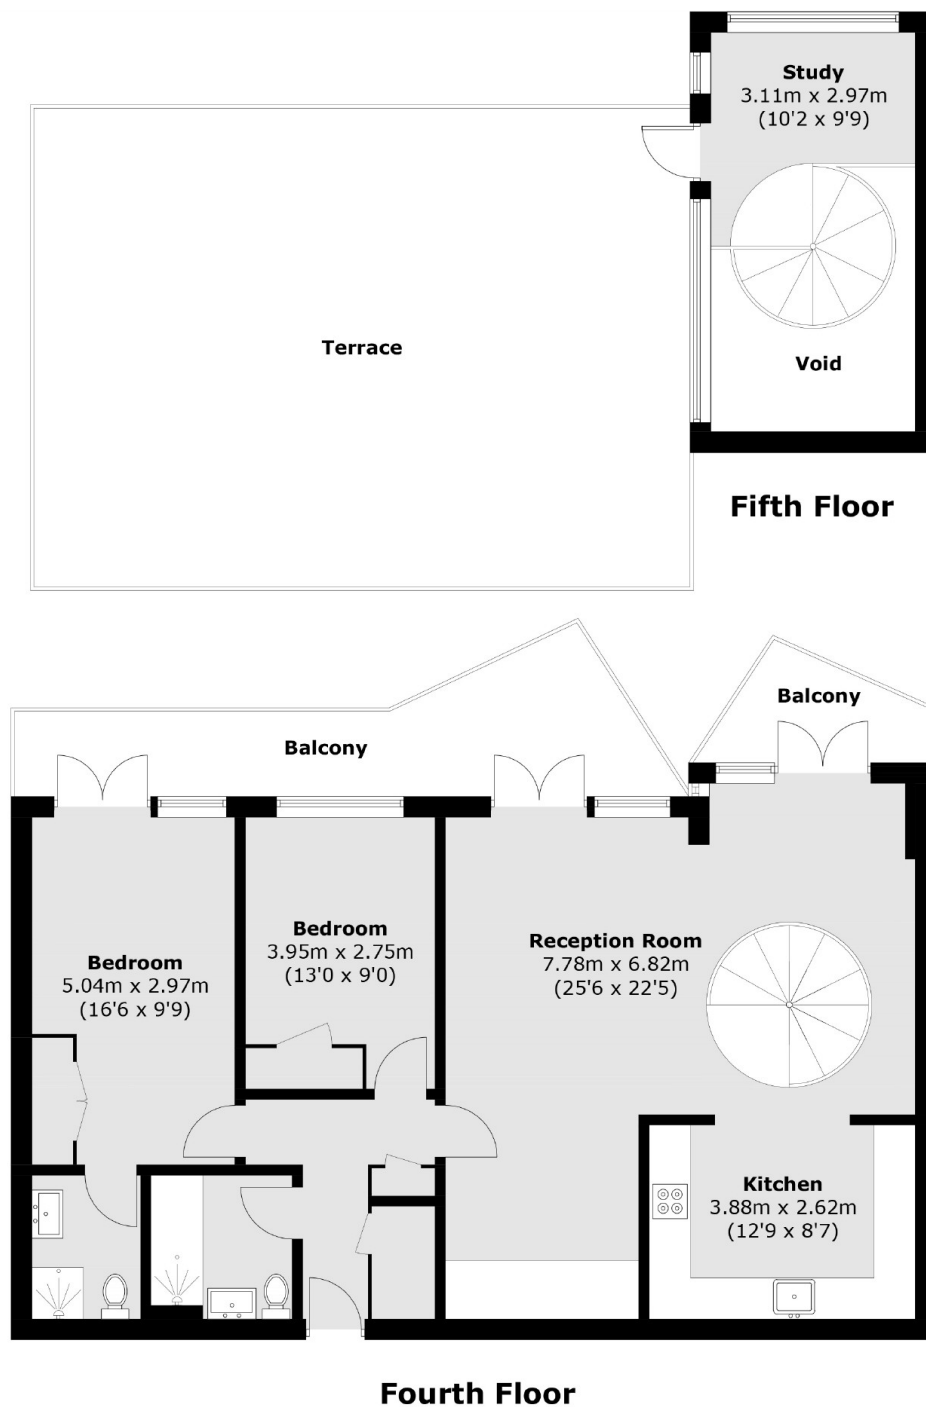 Study
3.11m x 2.97m
(10'2 x 9'9)
Terrace
Void
Fifth Floor
Balcony
Balcony
Bedroom
5.04m x 2.97m
(16'6 x 9'9)
Bedroom
3.95m x 2.75m
(13'0 x 9'0)
Reception Room
7.78m x 6.82m
(25'6 x 22'5)
Kitchen
3.88m x 2.62m
(12'9 x 8'7)
Fourth Floor